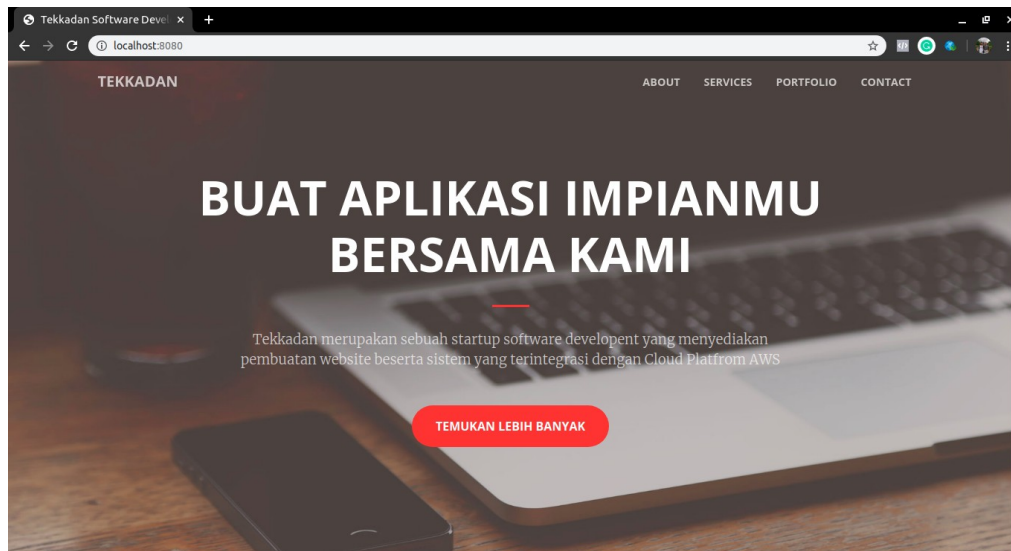 Tekkadan Software Devel
localhost:8080
TEKKADAN
ABOUT SERVICES PORTFOLIO CONTACT
BUAT APLIKASI IMPIANMU
BERSAMA KAMI
Tekkadan merupakan sebuah startup software developent yang menyediakan
pembuatan website beserta sistem yang terintegrasi dengan Cloud Platfrom AWS
TEMUKAN LEBIH BANYAK